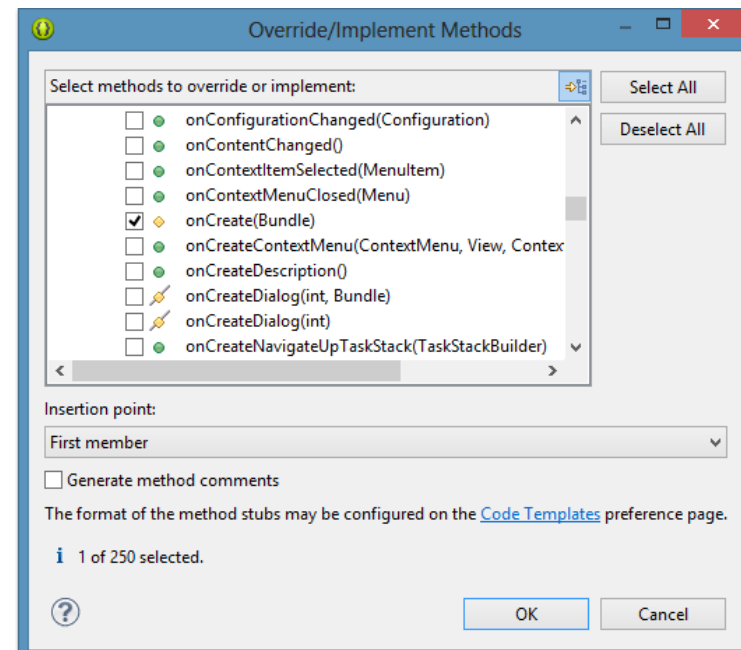 Override/Implement Methods
Select methods to override or implement:
Select All
Deselect All
onConfigurationChanged(Configuration)
onContentChanged()
onContextItemSelected(MenuItem)
onContextMenuClosed(Menu)
onCreate(Bundle)
onCreateContextMenu(ContextMenu, View, Contex
onCreateDescription()
onCreateDialog(int, Bundle)
onCreateDialog(int)
onCreateNavigateUpTaskStack(TaskStackBuilder)
Insertion point:
First member
Generate method comments
The format of the method stubs may be configured on the Code Templates preference page.
1 of 250 selected.
OK
Cancel